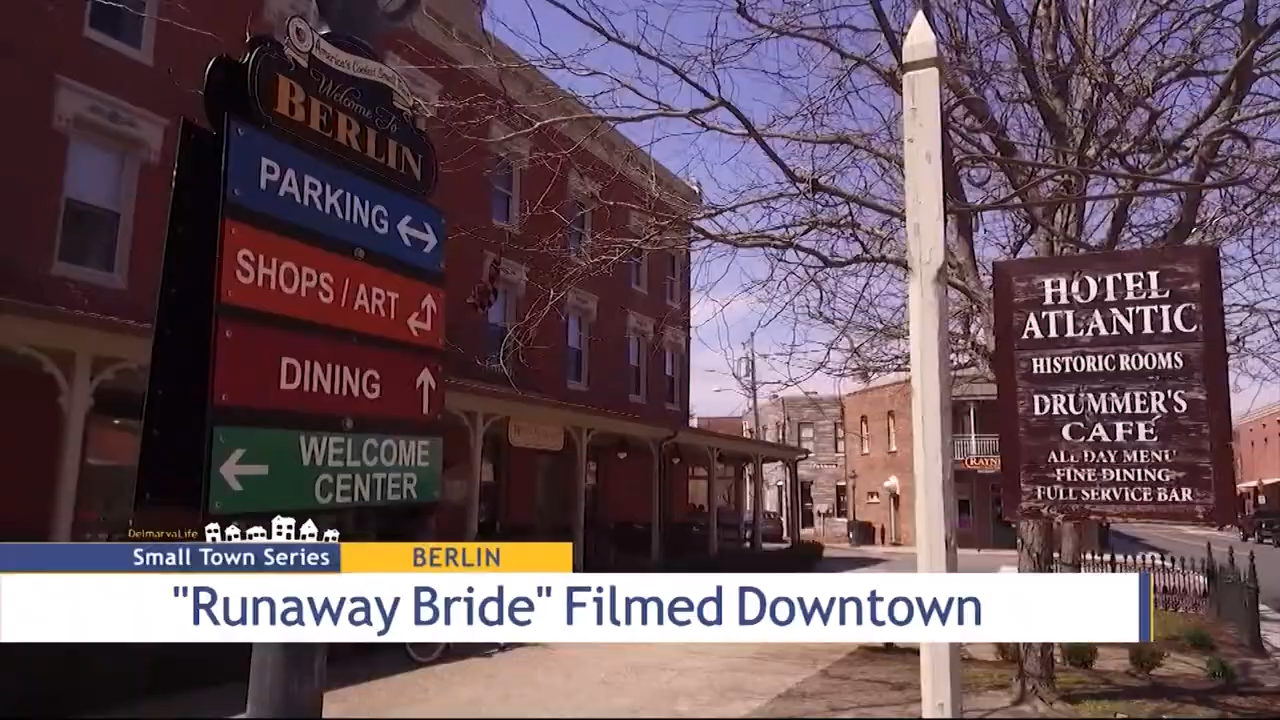 America's Coolest Small
Welcome To
BERLIN
PARKING
SHOPS / ART
DINING
WELCOME
CENTER
HOTEL
ATLANTIC
HISTORIC ROOMS
DRUMMER'S
CAFE
ALL DAY MENU
FINE DINING
FULL SERVICE BAR
RAYN
DelmarvaLife
Small Town Series
BERLIN
"Runaway Bride" Filmed Downtown